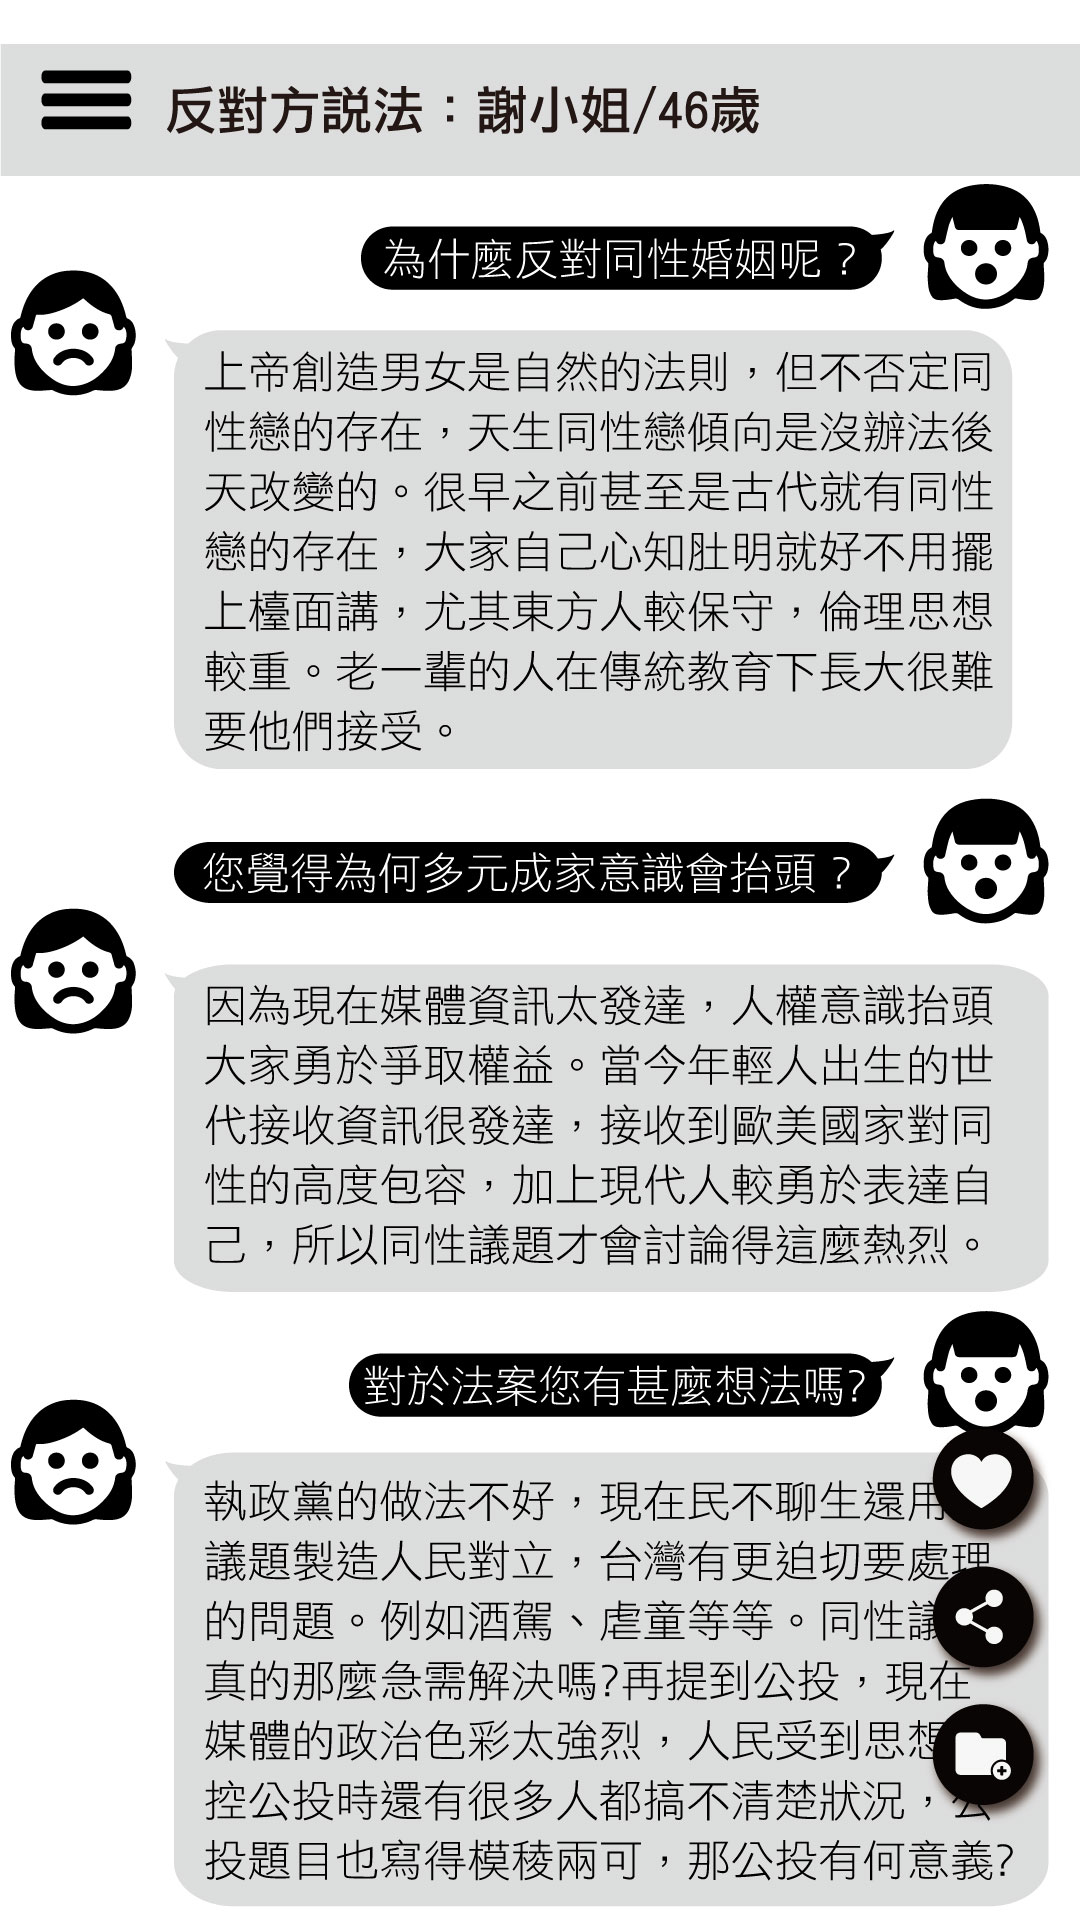 反對方説法：謝小姐/46歲
為什麼反對同性婚姻呢？
上帝創造男女是自然的法則，但不否定同
性戀的存在，天生同性戀傾向是沒辦法後
天改變的。很早之前甚至是古代就有同性
戀的存在，大家自己心知肚明就好不用擺
上檯面講，尤其東方人較保守，倫理思想
較重。老一輩的人在傳統教育下長大很難
要他們接受。
您覺得為何多元成家意識會抬頭？
因為現在媒體資訊太發達，人權意識抬頭
大家勇於爭取權益。當今年輕人出生的世
代接收資訊很發達，接收到歐美國家對同
性的高度包容，加上現代人較勇於表達自
己，所以同性議題才會討論得這麼熱烈。
對於法案您有甚麼想法嗎?
執政黨的做法不好，現在民不聊生還用
議題製造人民對立，台灣有更迫切要處理
的問題。例如酒駕、虐童等等。同性議
真的那麼急需解決嗎?再提到公投，現在
媒體的政治色彩太強烈，人民受到思想
控公投時還有很多人都搞不清楚狀況，公
投題目也寫得模稜兩可，那公投有何意義?